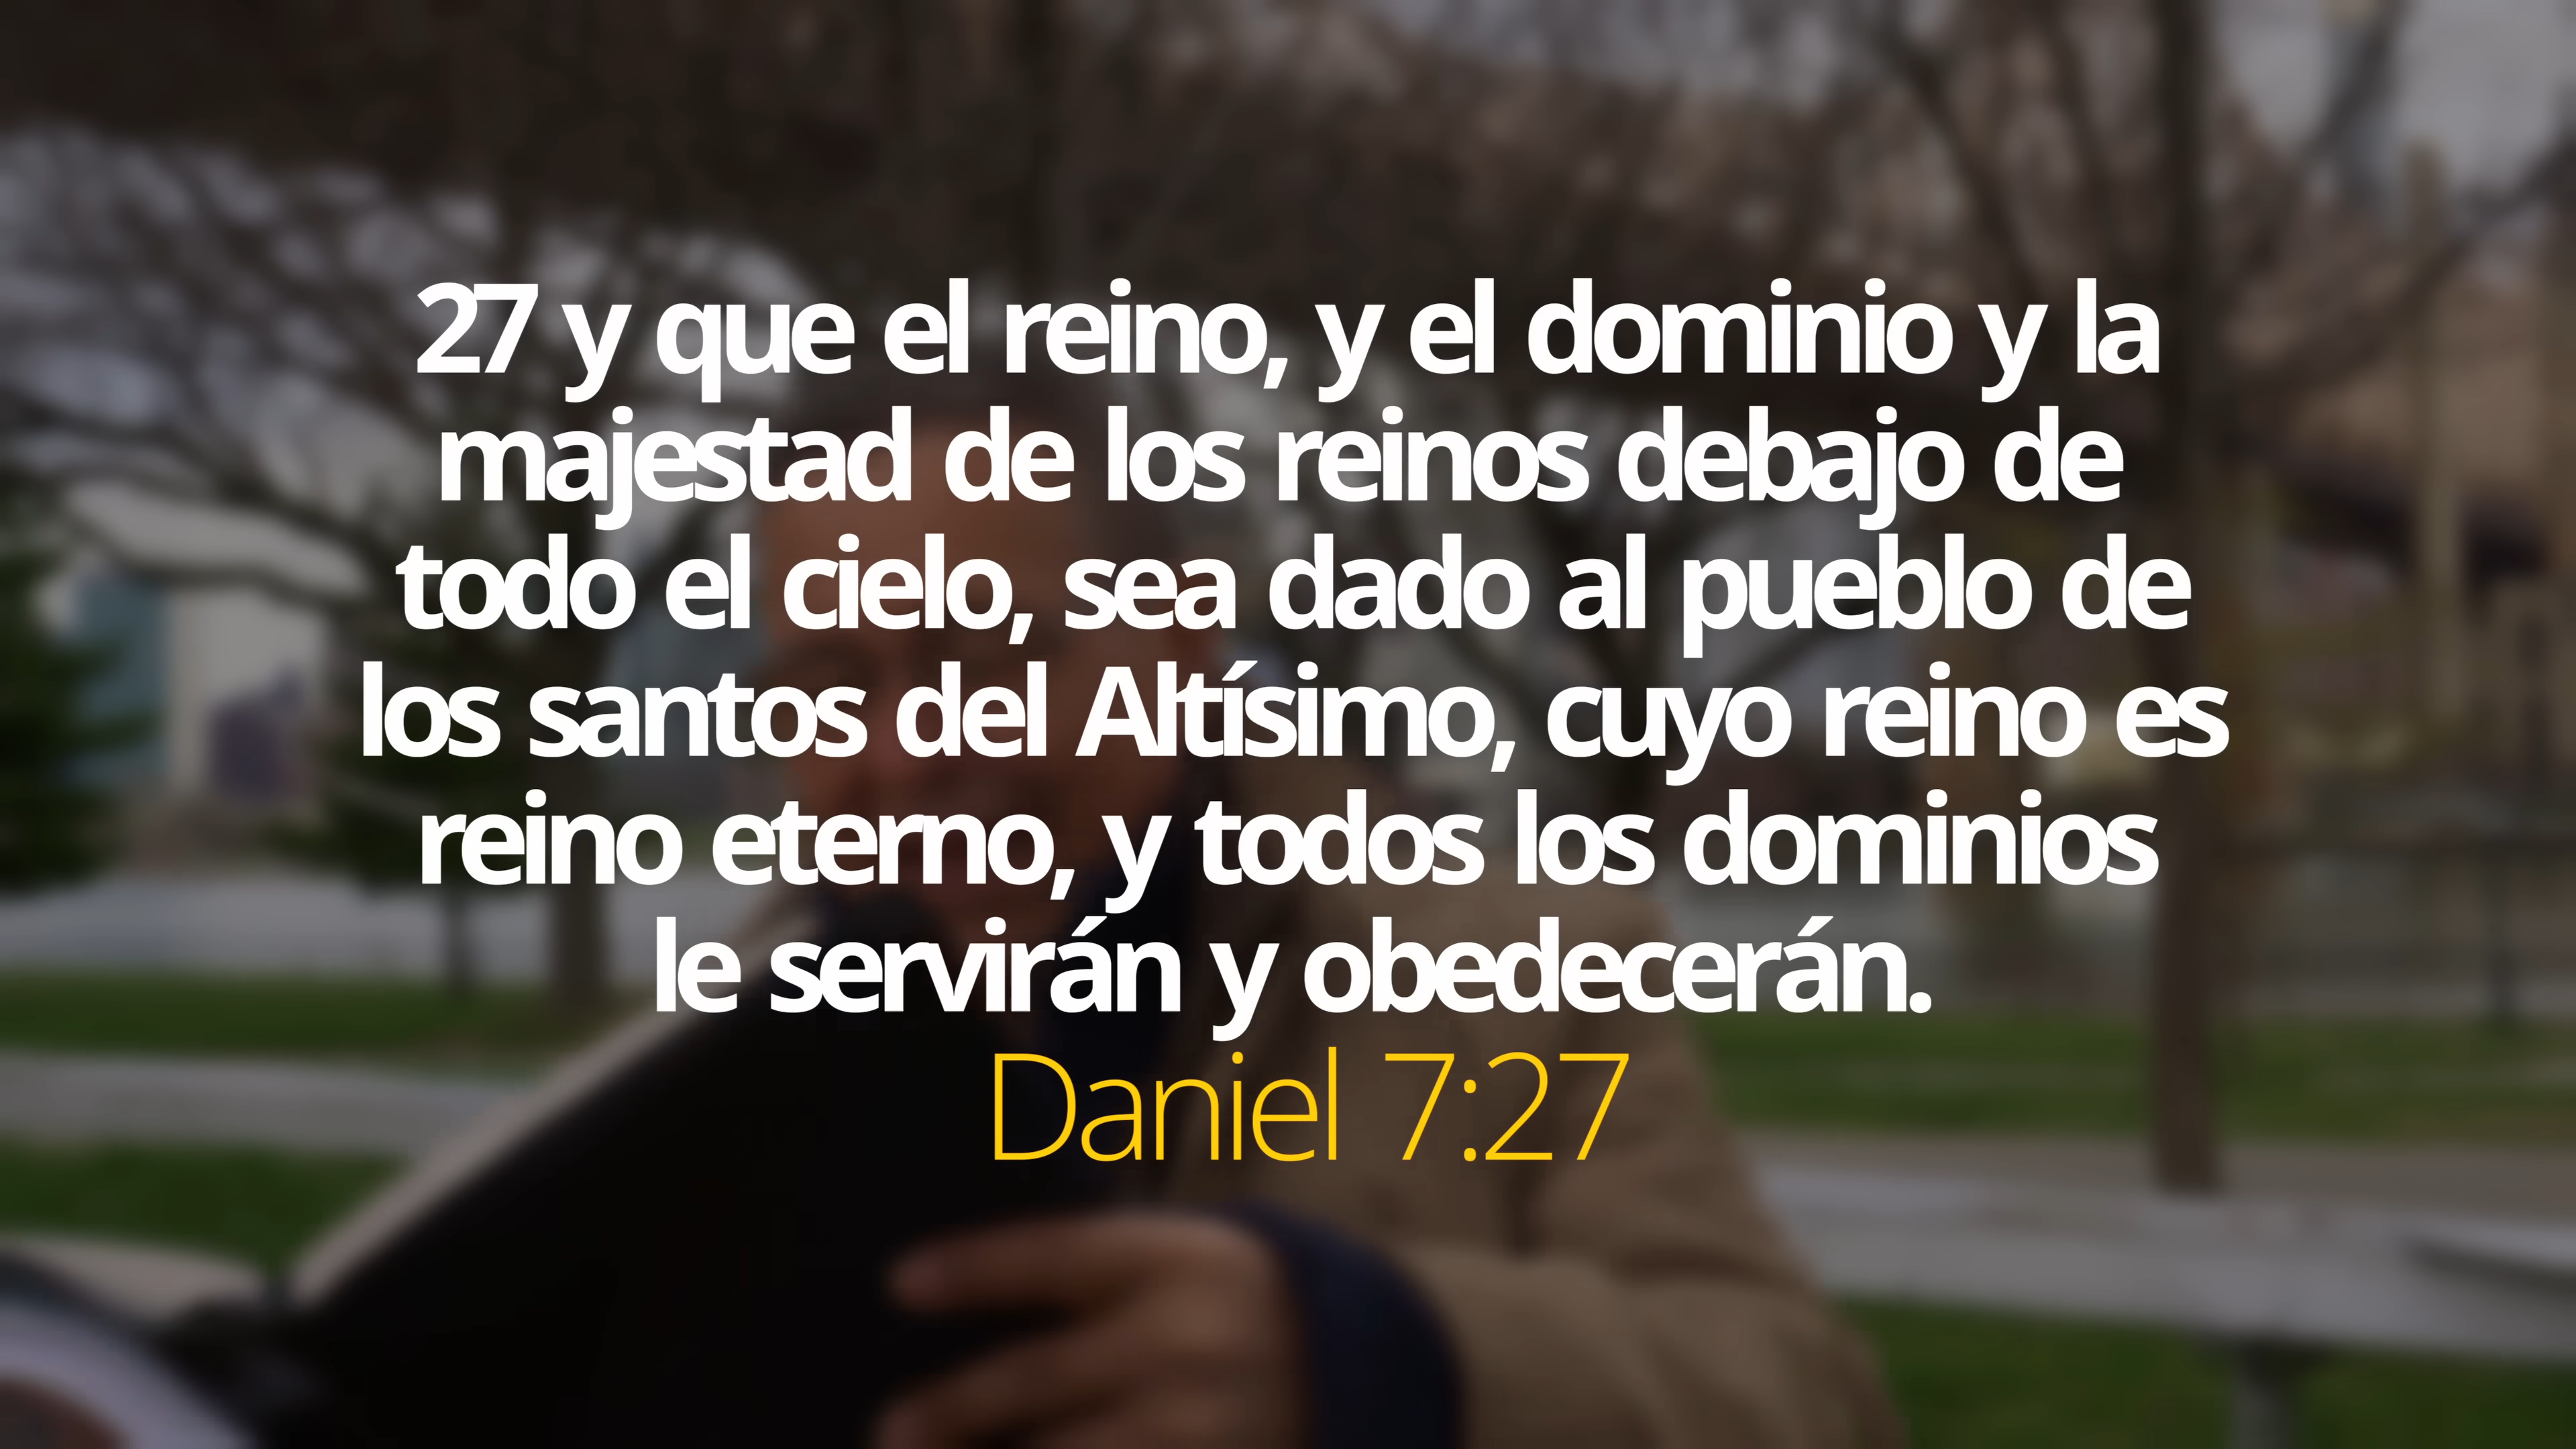 27 y que el reino, y el dominio y la
majestad de los reinos debajo de
todo el cielo, sea dado al pueblo de
los santos del Altísimo, cuyo reino es
reino eterno, y todos los dominios
le servirán y obedecerán.
Daniel 7:27